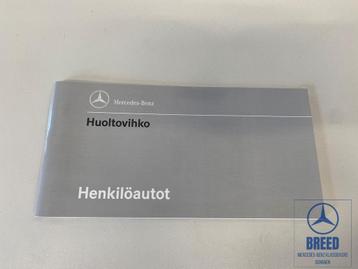 Mercedes-Benz
Huoltovihko
Henkilöautot
BREED